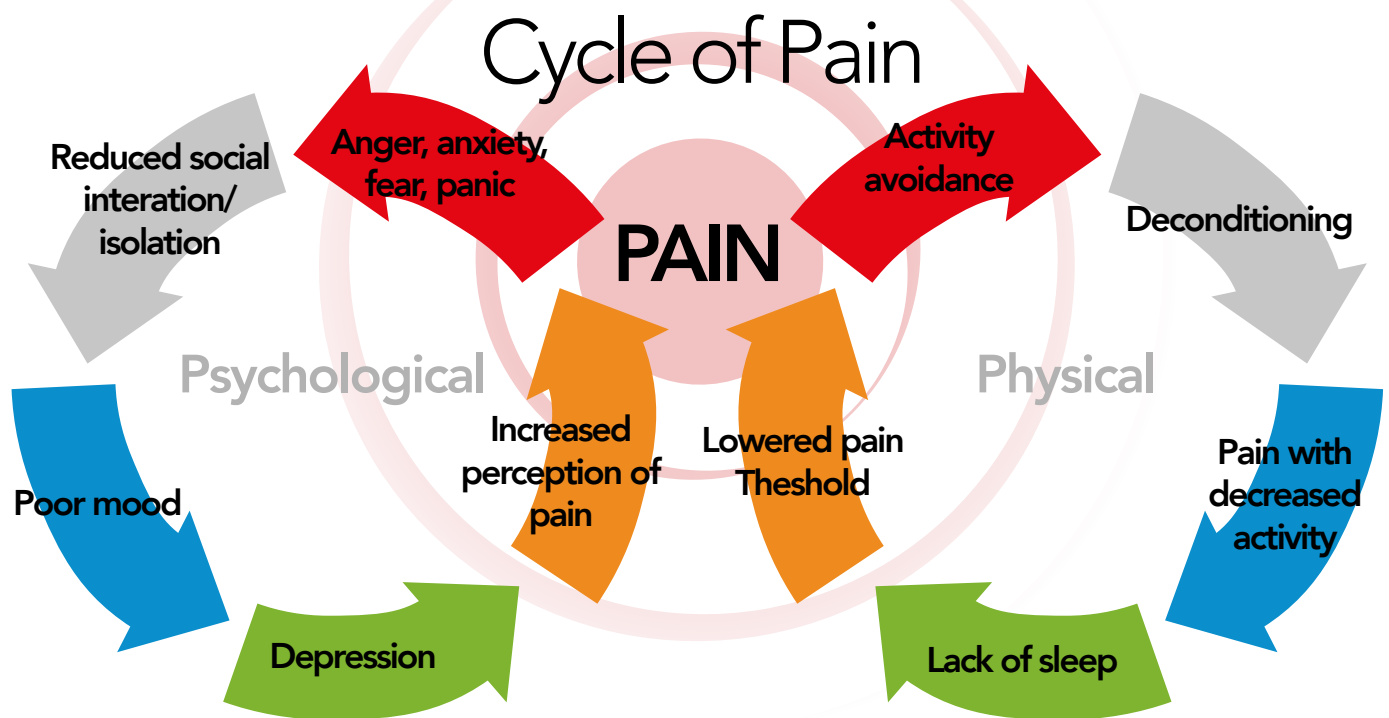 Cycle of Pain
PAIN
Anger, anxiety,
fear, panic
Reduced social
interation/
isolation
Psychological
Poor mood
Depression
Increased
perception of
pain
Activity
avoidance
Deconditioning
Physical
Pain with
decreased
activity
Lack of sleep
Lowered pain
Theshold